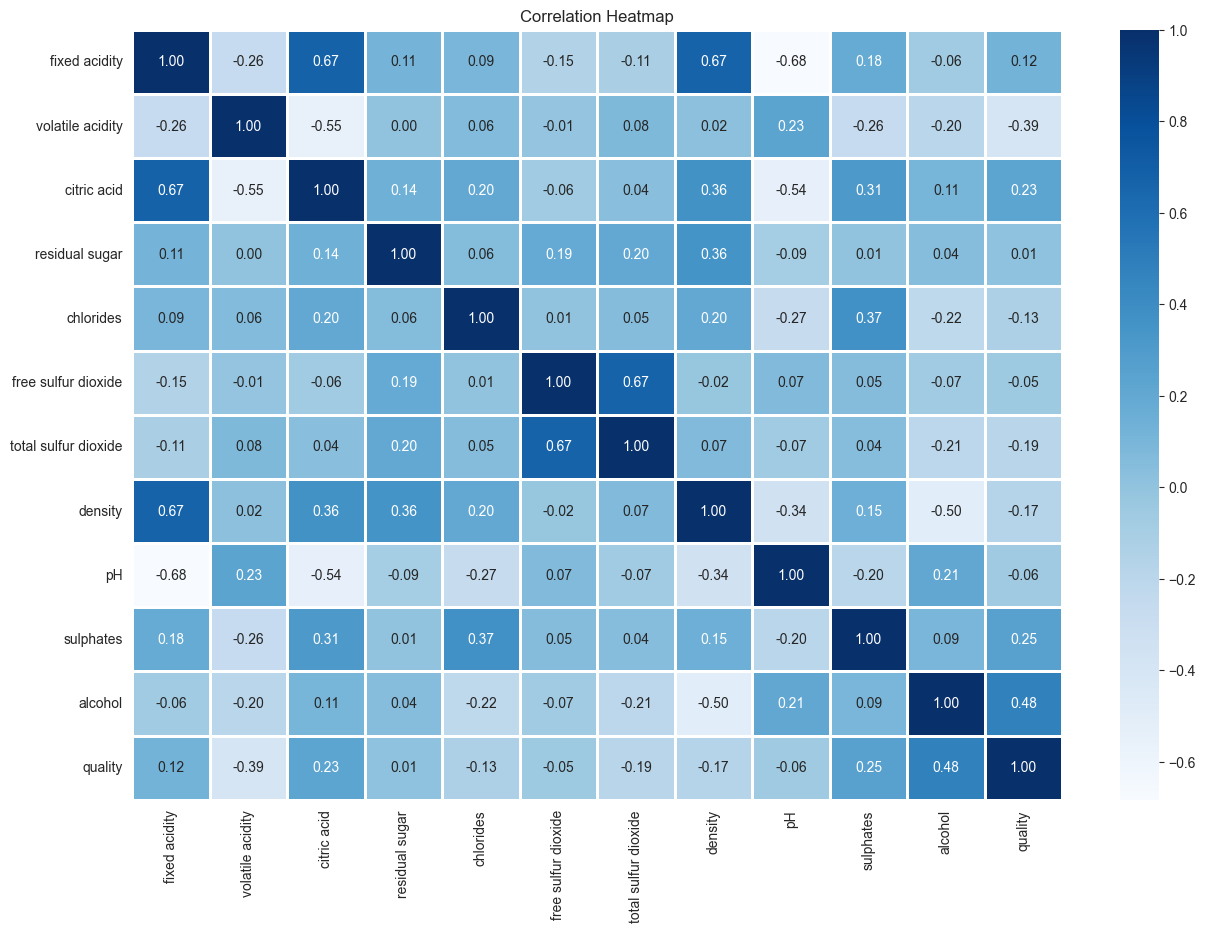 Correlation Heatmap
fixed acidity 1.00 -0.26 0.67 0.11 0.09 -0.15 -0.11 0.67 -0.68 0.18 -0.06 0.12
volatile acidity -0.26 1.00 -0.55 0.00 0.06 -0.01 0.08 0.02 0.23 -0.26 -0.20 -0.39
citric acid 0.67 -0.55 1.00 0.14 0.20 -0.06 0.04 0.36 -0.54 0.31 0.11 0.23
residual sugar 0.11 0.00 0.14 1.00 0.06 0.19 0.20 0.36 -0.09 0.01 0.04 0.01
chlorides 0.09 0.06 0.20 0.06 1.00 0.01 0.05 0.20 -0.27 0.37 -0.22 -0.13
free sulfur dioxide -0.15 -0.01 -0.06 0.19 0.01 1.00 0.67 -0.02 0.07 0.05 -0.07 -0.05
total sulfur dioxide -0.11 0.08 0.04 0.20 0.05 0.67 1.00 0.07 -0.07 0.04 -0.21 -0.19
density 0.67 0.02 0.36 0.36 0.20 -0.02 0.07 1.00 -0.34 0.15 -0.50 -0.17
pH -0.68 0.23 -0.54 -0.09 -0.27 0.07 -0.07 -0.34 1.00 -0.20 0.21 -0.06
sulphates 0.18 -0.26 0.31 0.01 0.37 0.05 0.04 0.15 -0.20 1.00 0.09 0.25
alcohol -0.06 -0.20 0.11 0.04 -0.22 -0.07 -0.21 -0.50 0.21 0.09 1.00 0.48
quality 0.12 -0.39 0.23 0.01 -0.13 -0.05 -0.19 -0.17 -0.06 0.25 0.48 1.00
fixed acidity
volatile acidity
citric acid
residual sugar
chlorides
free sulfur dioxide
total sulfur dioxide
density
pH
sulphates
alcohol
quality
1.0
0.8
0.6
0.4
0.2
0.0
−0.2
−0.4
−0.6